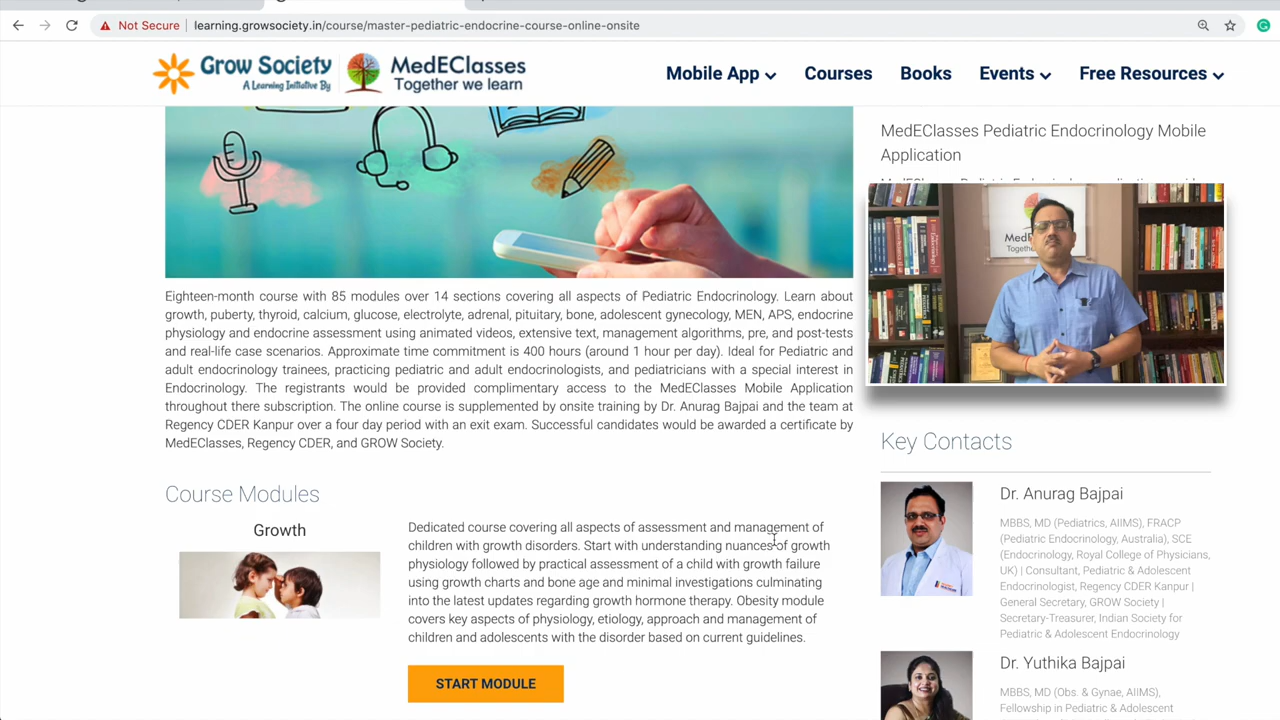 Not Secure
learning.growsociety.in/course/master-pediatric-endocrine-course-online-onsite
Grow Society
A Learning Initiative By
MedEClasses
Together we learn
Mobile App
Courses
Books
Events
Free Resources
Eighteen-month course with 85 modules over 14 sections covering all aspects of Pediatric Endocrinology. Learn about
growth, puberty, thyroid, calcium, glucose, electrolyte, adrenal, pituitary, bone, adolescent gynecology, MEN, APS, endocrine
physiology and endocrine assessment using animated videos, extensive text, management algorithms, pre, and post-tests
and real-life case scenarios. Approximate time commitment is 400 hours (around 1 hour per day). Ideal for Pediatric and
adult endocrinology trainees, practicing pediatric and adult endocrinologists, and pediatricians with a special interest in
Endocrinology. The registrants would be provided complimentary access to the MedEClasses Mobile Application
throughout there subscription. The online course is supplemented by onsite training by Dr. Anurag Bajpai and the team at
Regency CDER Kanpur over a four day period with an exit exam. Successful candidates would be awarded a certificate by
MedEClasses, Regency CDER, and GROW Society.
Course Modules
Growth
Dedicated course covering all aspects of assessment and management of
children with growth disorders. Start with understanding nuances of growth
physiology followed by practical assessment of a child with growth failure
using growth charts and bone age and minimal investigations culminating
into the latest updates regarding growth hormone therapy. Obesity module
covers key aspects of physiology, etiology, approach and management of
children and adolescents with the disorder based on current guidelines.
START MODULE
MedEClasses Pediatric Endocrinology Mobile
Application
Key Contacts
Dr. Anurag Bajpai
MBBS, MD (Pediatrics, AIIMS), FRACP
(Pediatric Endocrinology, Australia), SCE
(Endocrinology, Royal College of Physicians,
UK) | Consultant, Pediatric & Adolescent
Endocrinologist, Regency CDER Kanpur |
General Secretary, GROW Society |
Secretary-Treasurer, Indian Society for
Pediatric & Adolescent Endocrinology
Dr. Yuthika Bajpai
MBBS, MD (Obs. & Gynae, AIIMS),
Fellowship in Pediatric & Adolescent